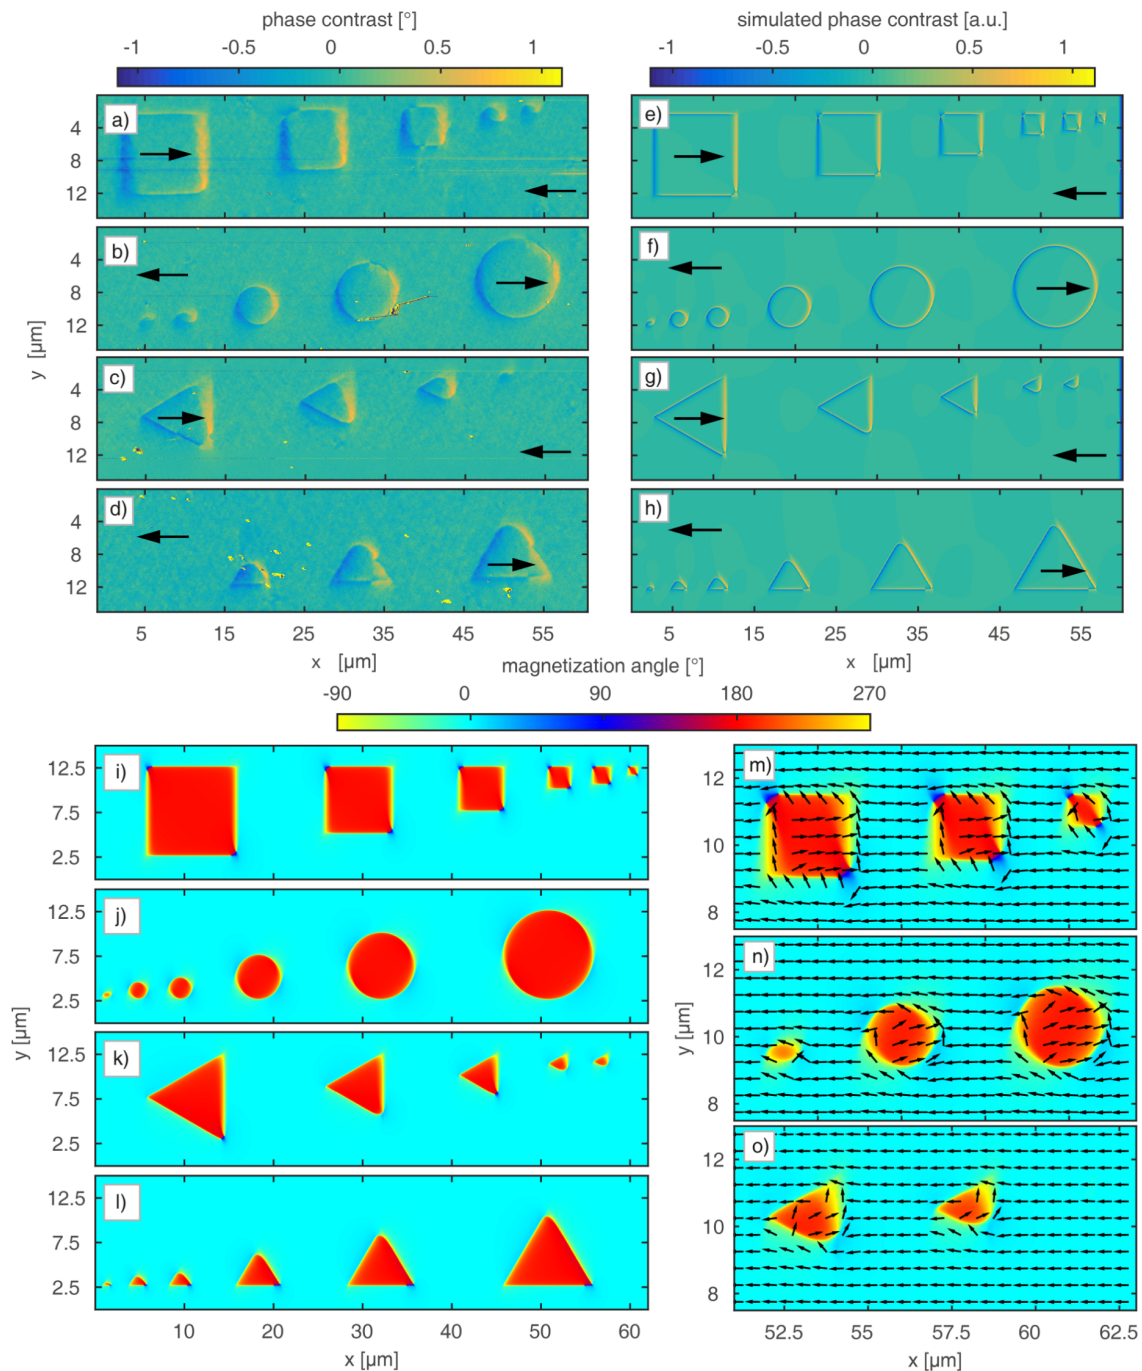 phase contrast [°]
-1 -0.5 0 0.5 1
simulated phase contrast [a.u.]
-1 -0.5 0 0.5 1
a)
4
8
12
b)
4
8
12
c)
4
8
12
d)
4
8
12
y [µm]
5 15 25 35 45 55
x [µm]
e)
f)
g)
h)
5 15 25 35 45 55
x [µm]
magnetization angle [°]
-90 0 90 180 270
i)
12.5
7.5
2.5
j)
12.5
7.5
2.5
k)
12.5
7.5
2.5
l)
12.5
7.5
2.5
y [µm]
10 20 30 40 50 60
x [µm]
m)
12
10
8
n)
12
10
8
o)
12
10
8
y [µm]
52.5 55 57.5 60 62.5
x [µm]